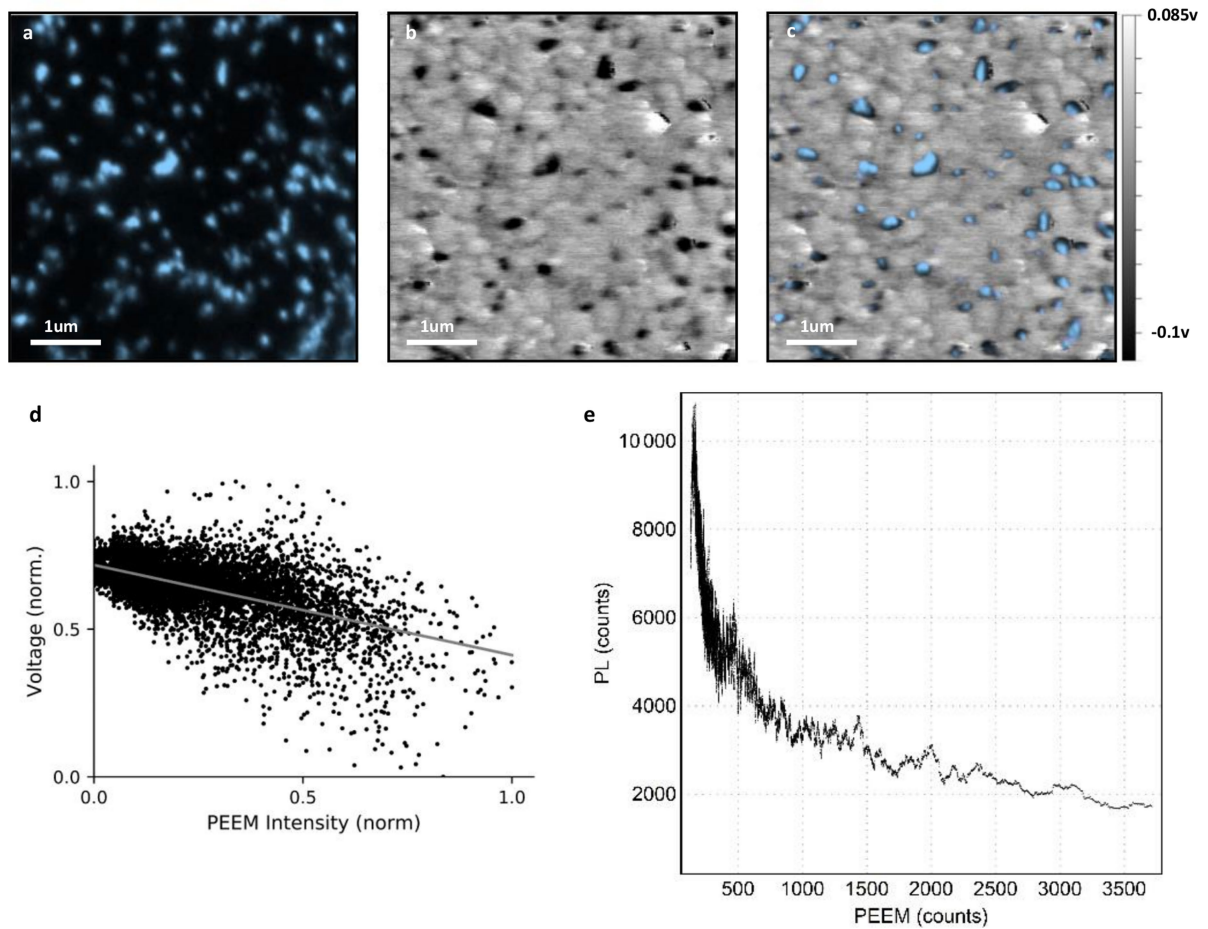 a
1um
b
1um
c
1um
0.085v
-0.1v
d
1.0
0.5
0.0
Voltage (norm.)
0.0 0.5 1.0
PEEM Intensity (norm)
e
10 000
8000
6000
4000
2000
PL (counts)
500 1000 1500 2000 2500 3000 3500
PEEM (counts)